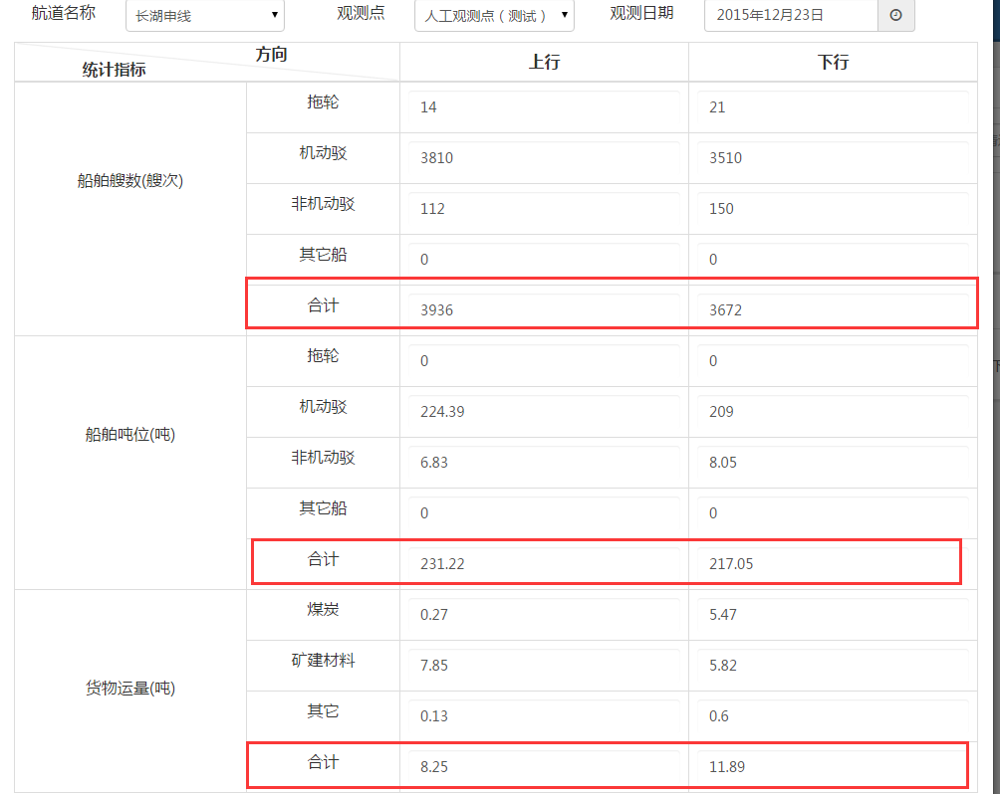 航道名称 长湖申线 观测点 人工观测点（测试） 观测日期 2015年12月23日
方向
统计指标 上行 下行
船舶艘数(艘次)
拖轮 14 21
机动驳 3810 3510
非机动驳 112 150
其它船 0 0
合计 3936 3672
船舶吨位(吨)
拖轮 0 0
机动驳 224.39 209
非机动驳 6.83 8.05
其它船 0 0
合计 231.22 217.05
货物运量(吨)
煤炭 0.27 5.47
矿建材料 7.85 5.82
其它 0.13 0.6
合计 8.25 11.89